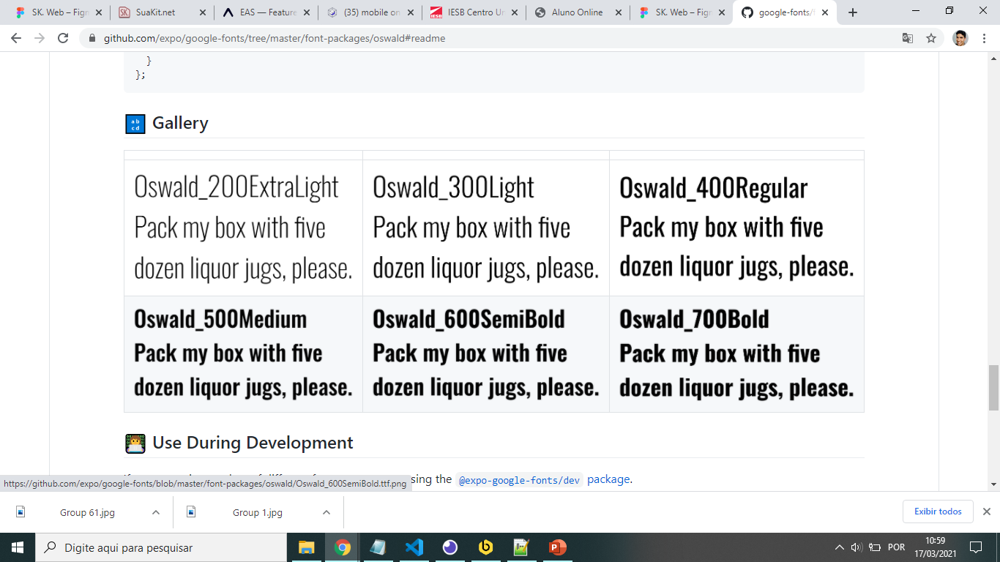 SK. Web – Figm
SuaKit.net
EAS — Feature
(35) mobile on
IESB Centro Un
Aluno Online
SK. Web – Figm
google-fonts/f
github.com/expo/google-fonts/tree/master/font-packages/oswald#readme
}
};
Gallery
Oswald_200ExtraLight
Pack my box with five
dozen liquor jugs, please.
Oswald_300Light
Pack my box with five
dozen liquor jugs, please.
Oswald_400Regular
Pack my box with five
dozen liquor jugs, please.
Oswald_500Medium
Pack my box with five
dozen liquor jugs, please.
Oswald_600SemiBold
Pack my box with five
dozen liquor jugs, please.
Oswald_700Bold
Pack my box with five
dozen liquor jugs, please.
Use During Development
sing the @expo-google-fonts/dev package.
https://github.com/expo/google-fonts/blob/master/font-packages/oswald/Oswald_600SemiBold.ttf.png
Group 61.jpg
Group 1.jpg
Exibir todos
Digite aqui para pesquisar
POR
10:59
17/03/2021